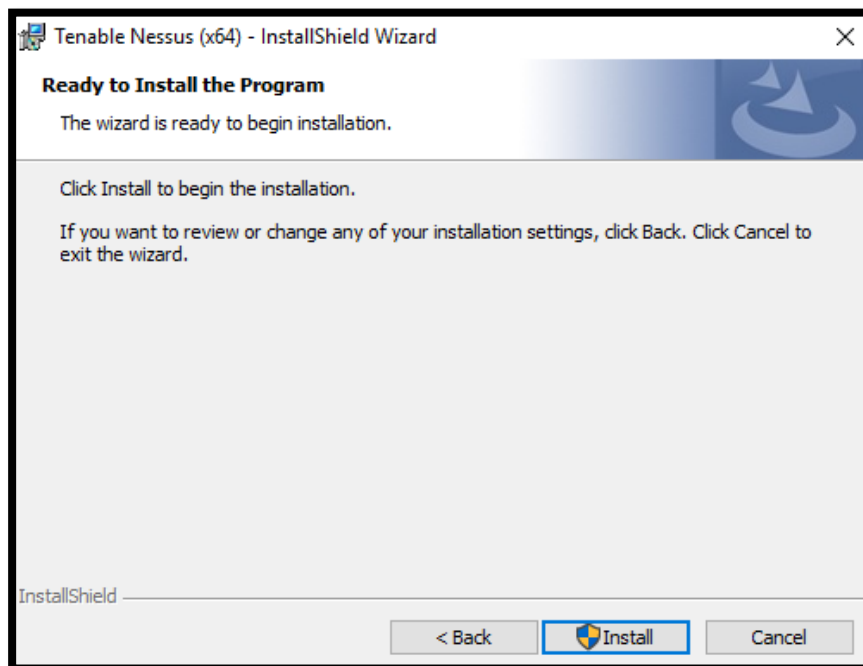 Tenable Nessus (x64) - InstallShield Wizard
Ready to Install the Program
The wizard is ready to begin installation.
Click Install to begin the installation.
If you want to review or change any of your installation settings, click Back. Click Cancel to
exit the wizard.
InstallShield
< Back
Install
Cancel